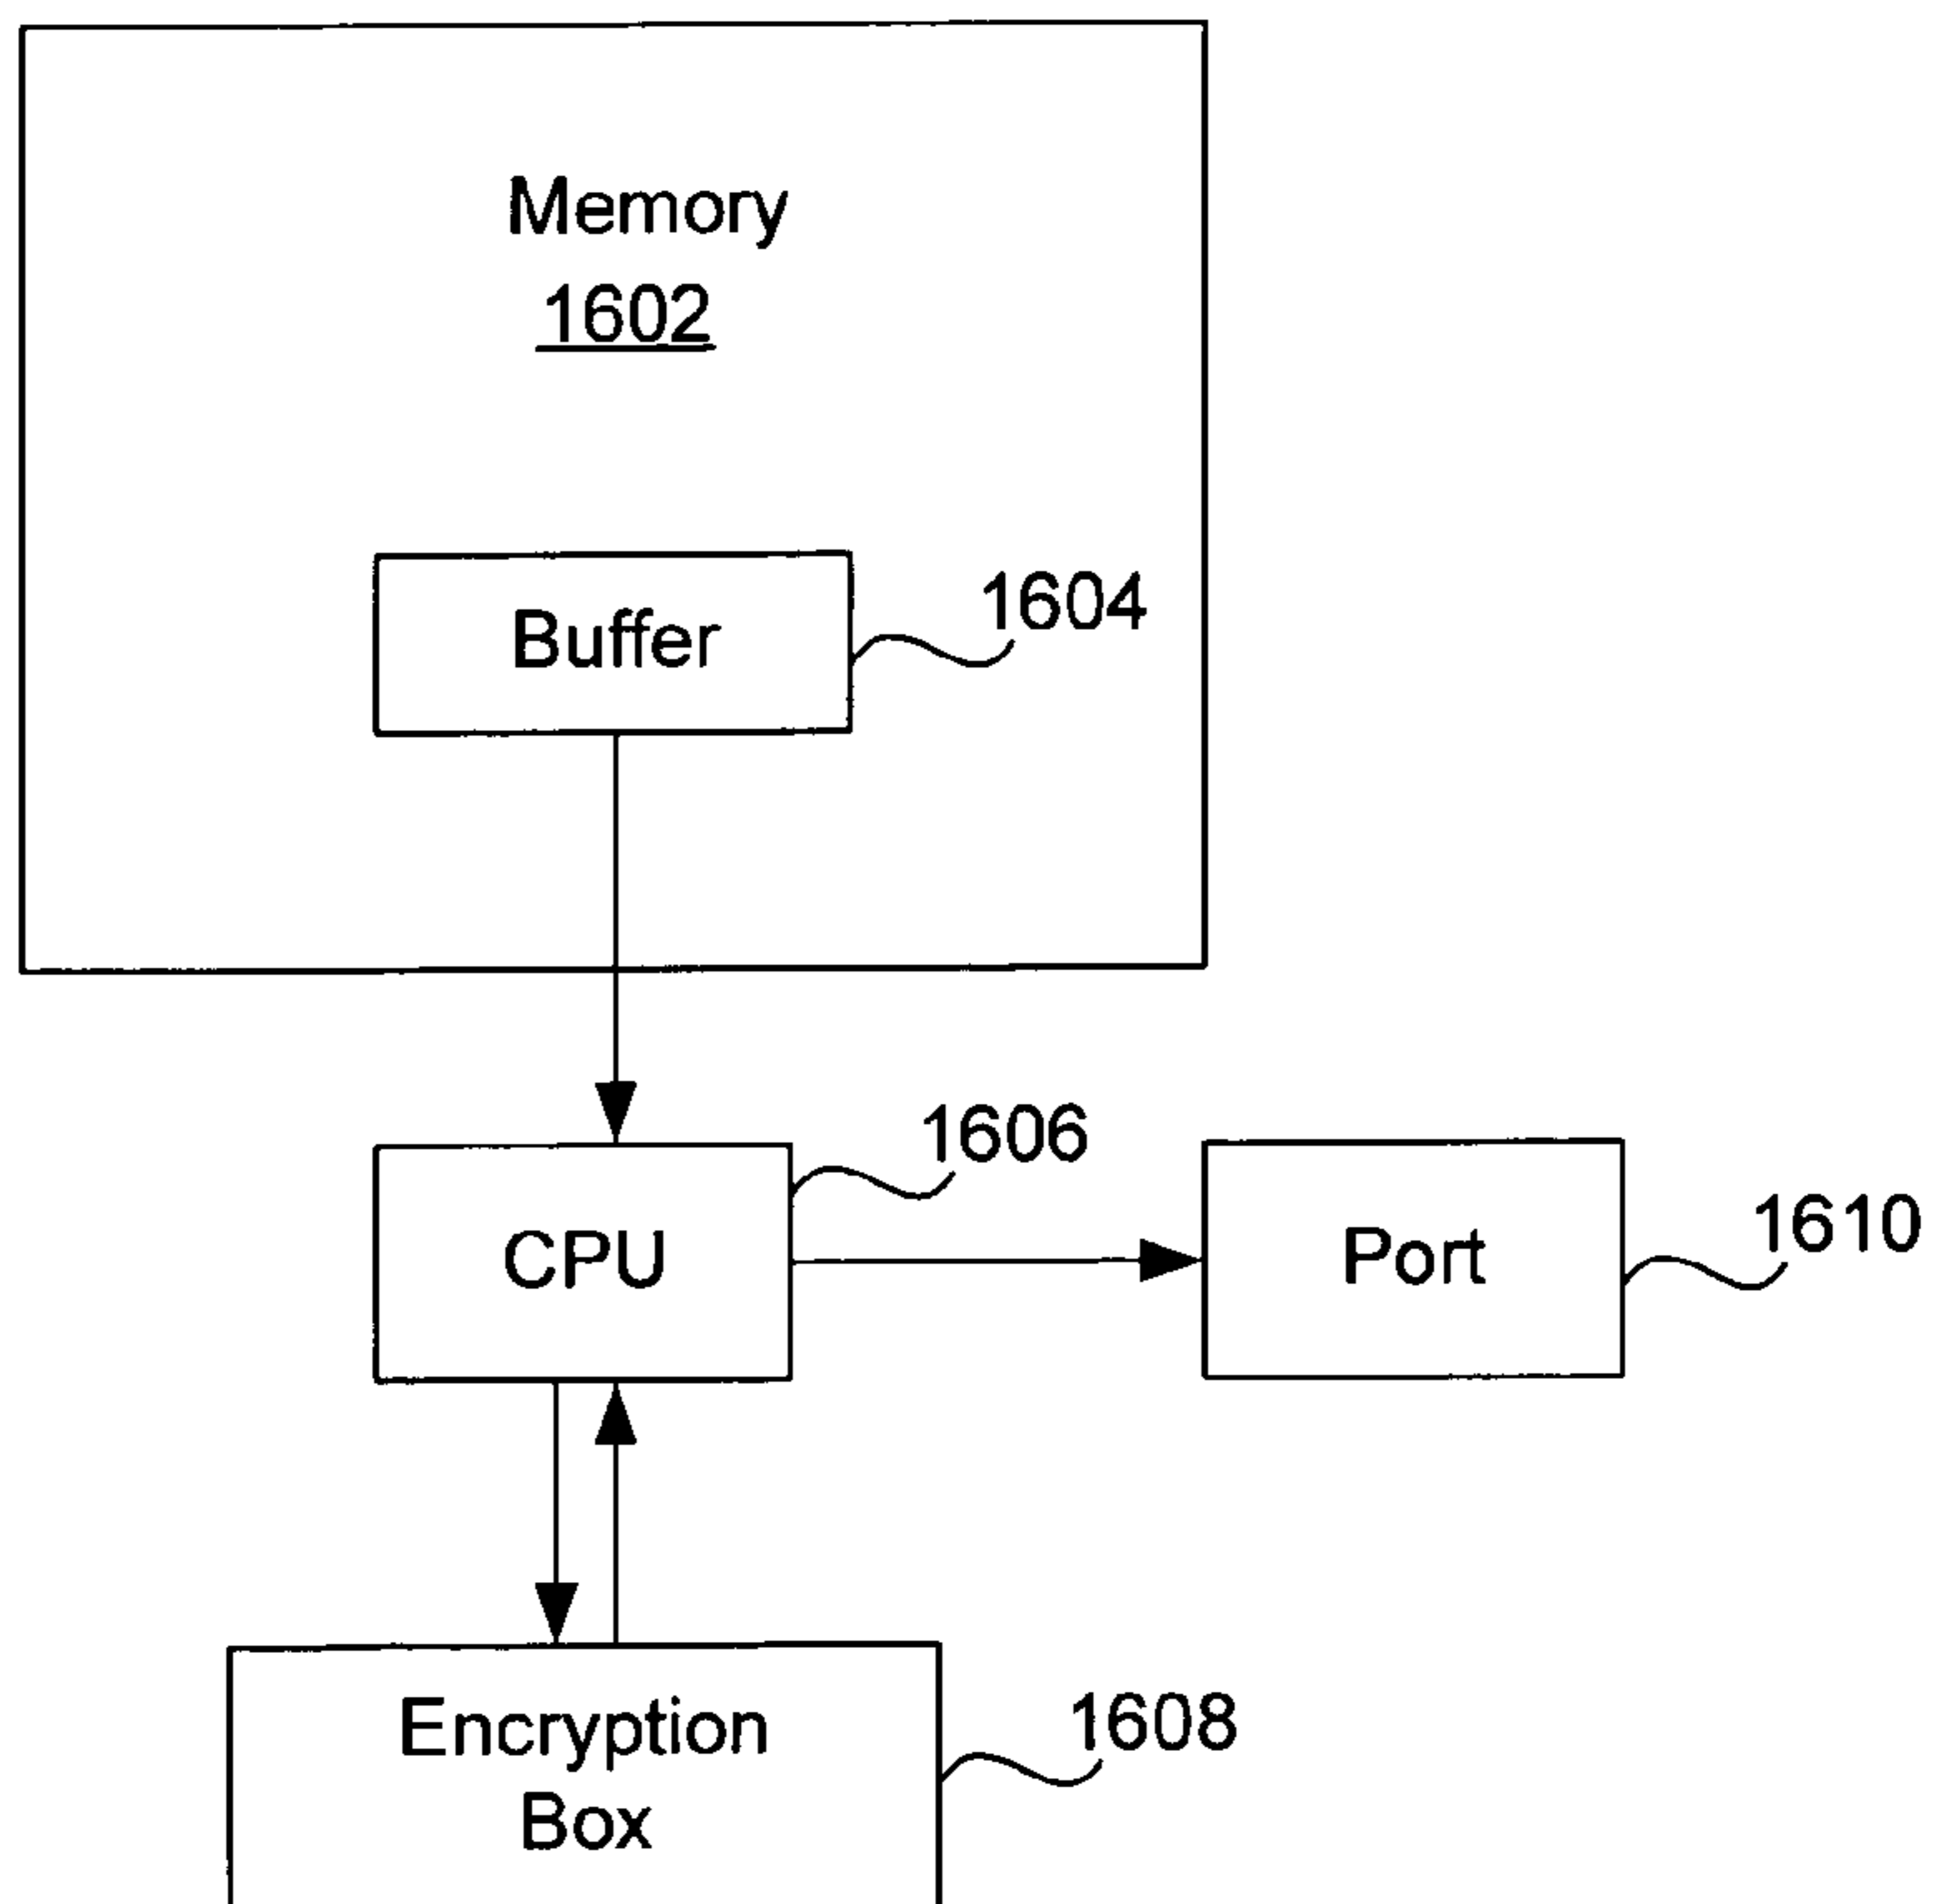 Memory
1602
Buffer
1604
1606
CPU
Port
1610
Encryption
Box
1608